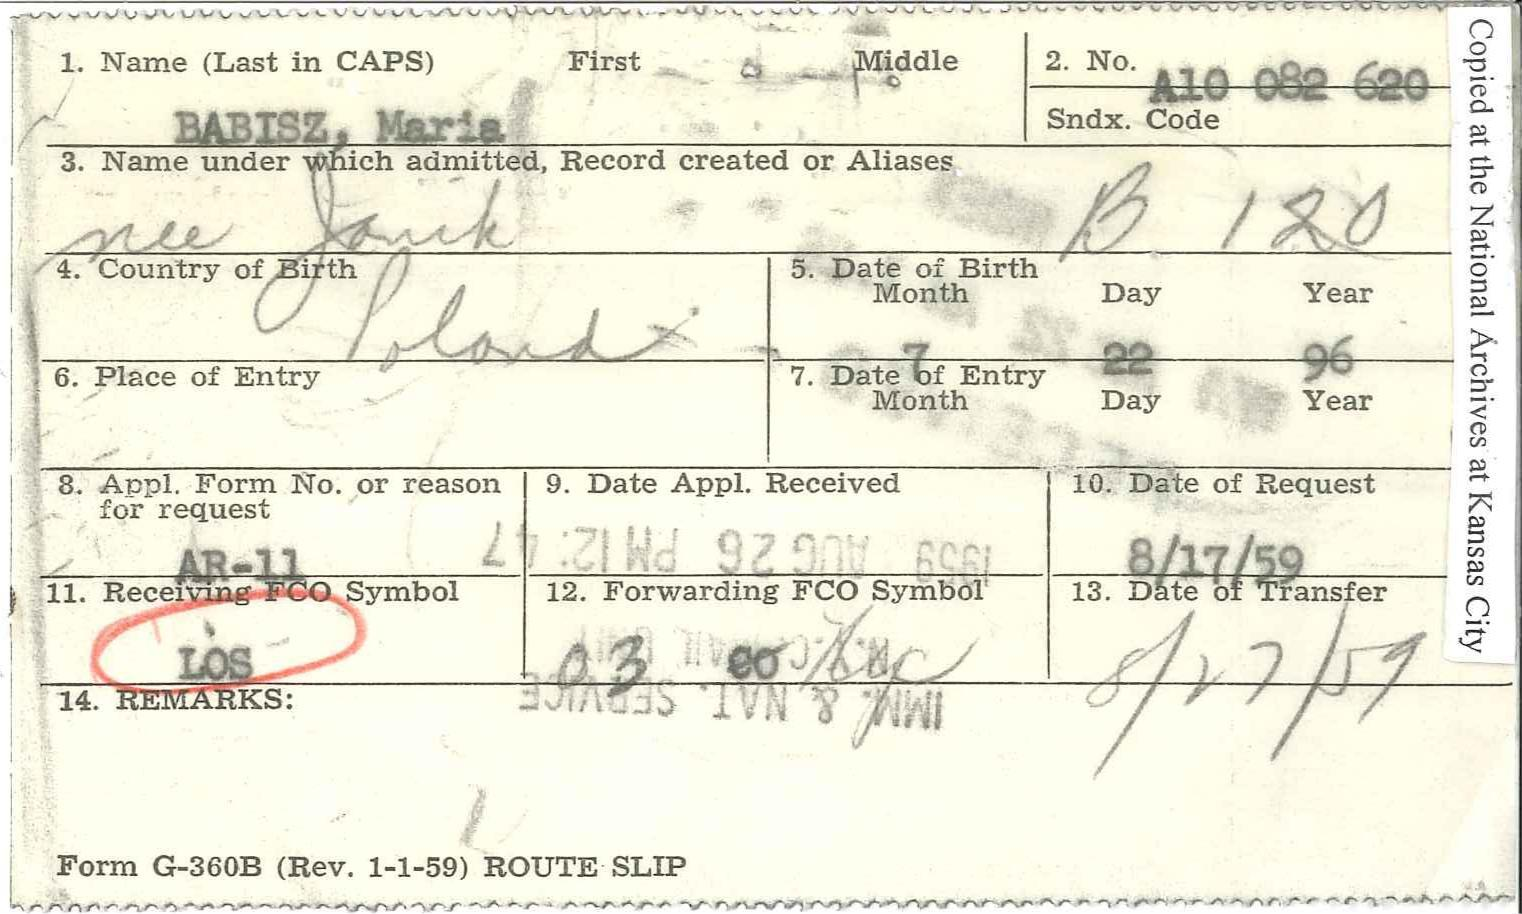 1. Name (Last in CAPS) First Middle
2. No. A10 082 620
BABISZ, Maria
Sndx. Code
3. Name under which admitted, Record created or Aliases
nee Janik
B 120
4. Country of Birth
Poland
5. Date of Birth
Month Day Year
7 22 96
6. Place of Entry
7. Date of Entry
Month Day Year
8. Appl. Form No. or reason
for request
AR-11
9. Date Appl. Received
1959 AUG 26 PM 12:47
10. Date of Request
8/17/59
11. Receiving FCO Symbol
LOS
12. Forwarding FCO Symbol
03 co
MAIL UNIT
IMM. & NAT. SERVICE
13. Date of Transfer
8/27/59
14. REMARKS:
Form G-360B (Rev. 1-1-59) ROUTE SLIP
Copied at the National Archives at Kansas City